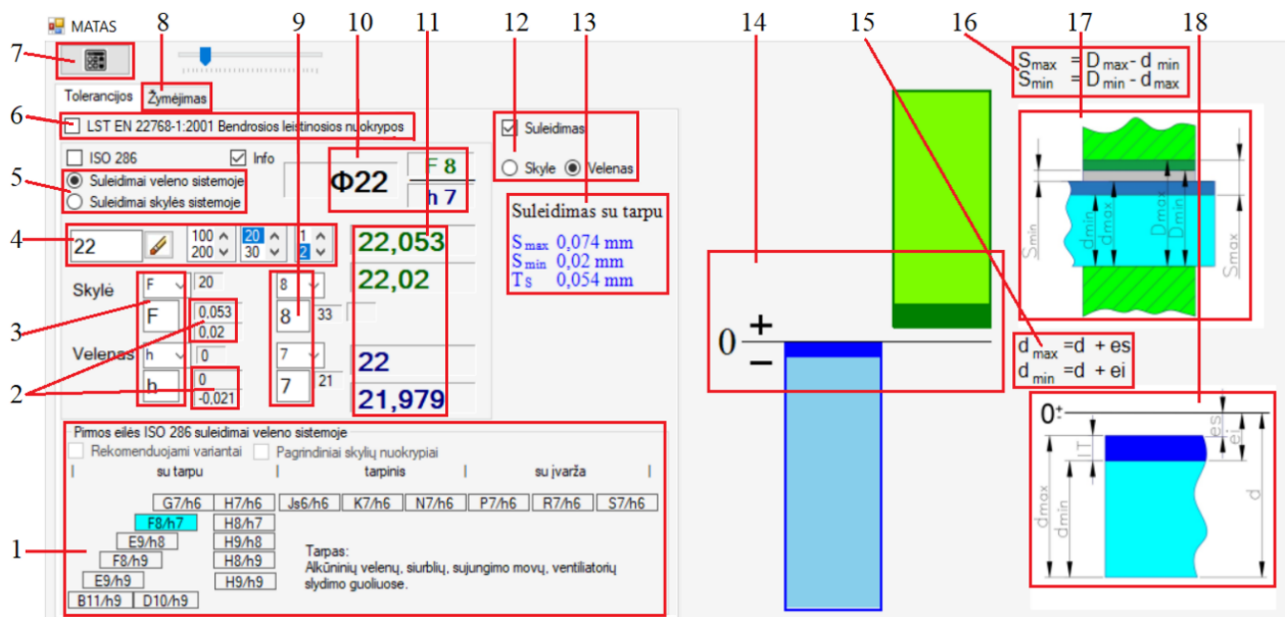 8 9 10 11 12 13 14 15 16 17 18
MATAS
7
Tolerancijos Žymėjimas
6 LST EN 22768-1:2001 Bendrosios leistinosios nuokrypos
ISO 286 Info
5 Suleidimai veleno sistemoje
Suleidimai skylės sistemoje
Φ22 F 8
h 7
4 22 100 200 20 30 1 2
22,053
22,02
Skylė F 20 8
3 F 0,053 8 33
0,02
Velenas h 0 7
2 h 0 7 21
-0,021
22
21,979
Suleidimas
Skyle Velenas
Suleidimas su tarpu
Smax 0,074 mm
Smin 0,02 mm
TS 0,054 mm
0 + −
Smax = Dmax - dmin
Smin = Dmin - dmax
Smin dmin dmax Dmax Dmin Smax
dmax =d + es
dmin =d + ei
0± es ei
IT
dmax dmin d
Pirmos eilės ISO 286 suleidimai veleno sistemoje
Rekomenduojami variantai Pagrindiniai skylių nuokrypiai
| su tarpu | tarpinis | su įvarža |
G7/h6 H7/h6 Js6/h6 K7/h6 N7/h6 P7/h6 R7/h6 S7/h6
F8/h7 H8/h7
1 E9/h8 H9/h8
F8/h9 H8/h9
E9/h9 H9/h9
B11/h9 D10/h9
Tarpas:
Alkūninių velenų, siurblių, sujungimo movų, ventiliatorių
slydimo guoliuose.